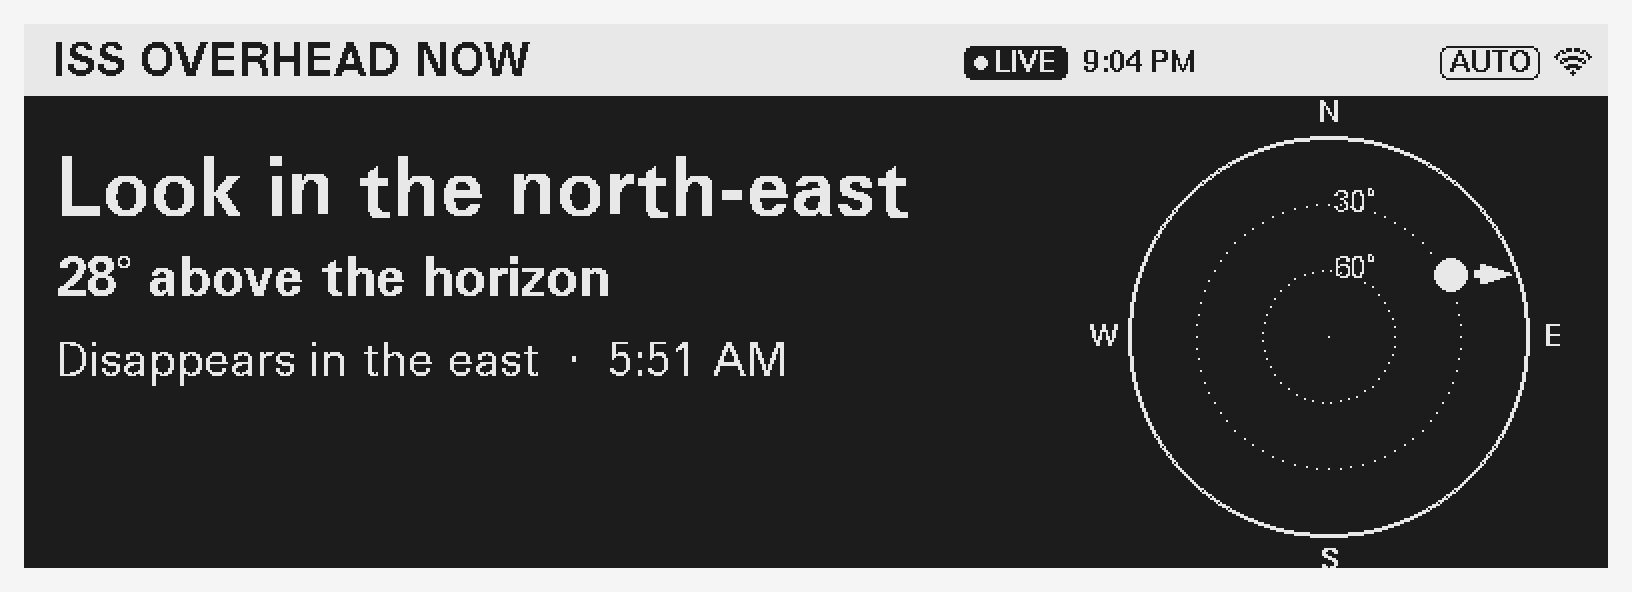 ISS OVERHEAD NOW
LIVE 9:04 PM
AUTO
Look in the north-east
28° above the horizon
Disappears in the east · 5:51 AM
N
30°
60°
W
E
S